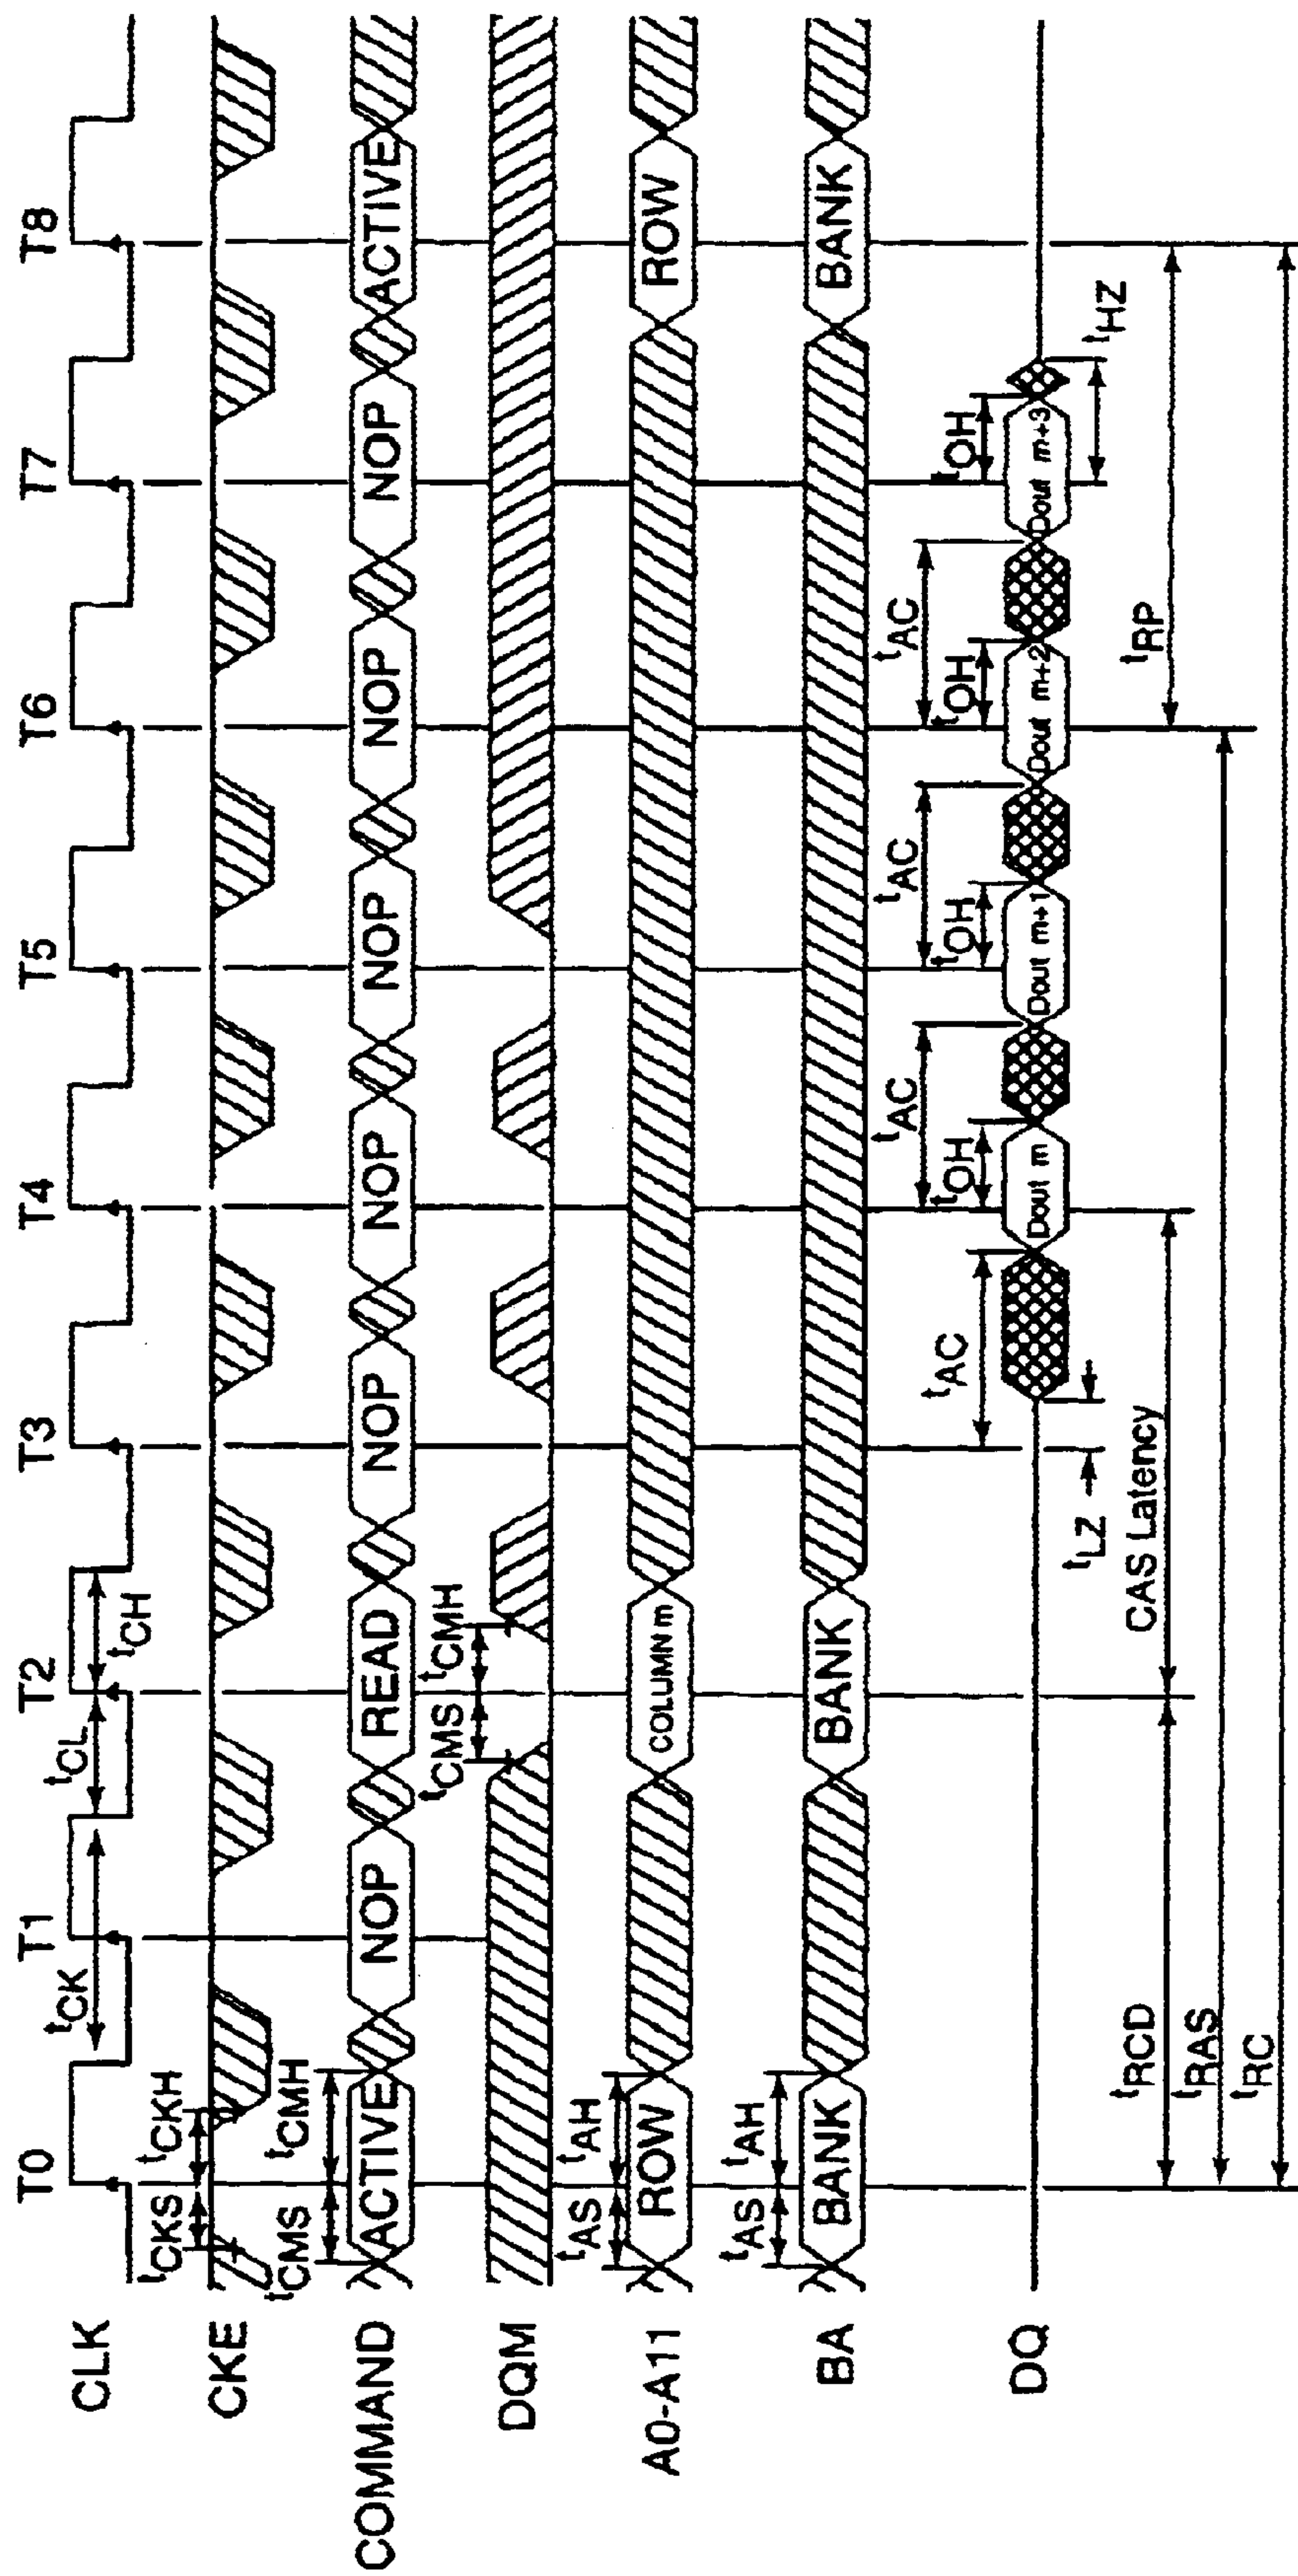 T0 T1 T2 T3 T4 T5 T6 T7 T8
CLK
tCK tCL tCH
tCKS tCKH
CKE
tCMS tCMH
COMMAND ACTIVE NOP READ NOP NOP NOP NOP NOP ACTIVE
tCMS tCMH
DQM
tAS tAH
A0-A11 ROW COLUMN m ROW
tAS tAH
BA BANK BANK BANK
tAC tAC tAC tAC
tOH tOH tOH tOH
DQ Dout m Dout m+1 Dout m+2 Dout m+3
tLZ tHZ
tRCD CAS Latency tRP
tRAS
tRC